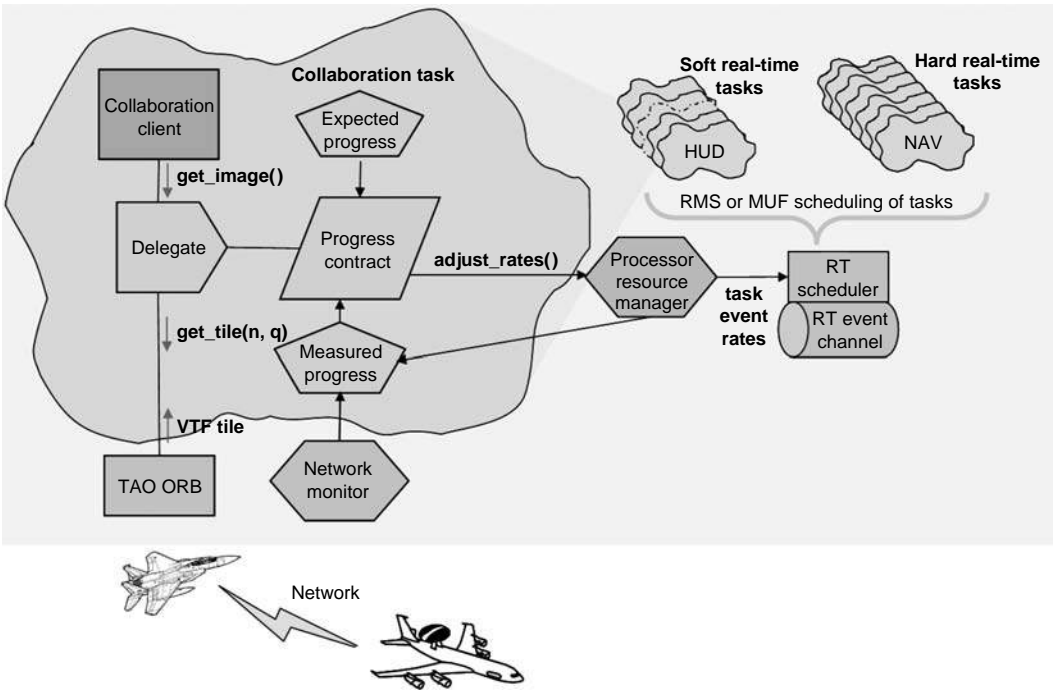 Collaboration task
Soft real-time
tasks
Hard real-time
tasks
Collaboration
client
Expected
progress
HUD
NAV
get_image()
RMS or MUF scheduling of tasks
Delegate
Progress
contract
adjust_rates()
Processor
resource
manager
task
event
rates
RT
scheduler
RT event
channel
get_tile(n, q)
Measured
progress
VTF tile
TAO ORB
Network
monitor
Network